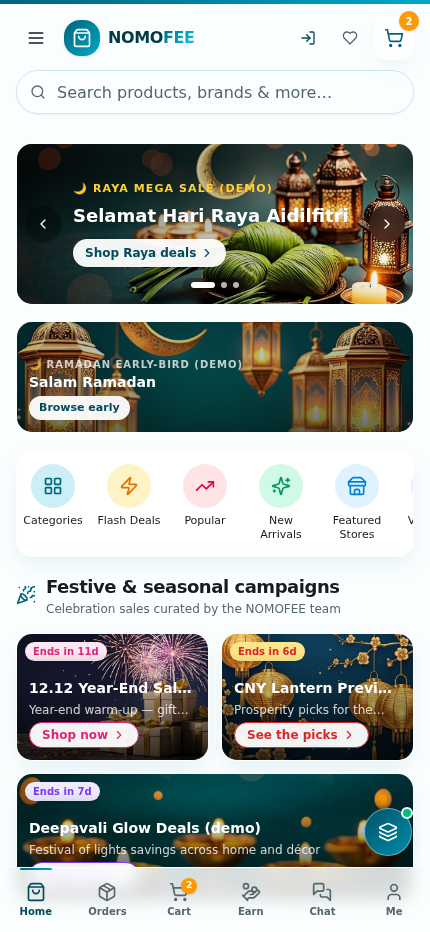 NOMOFEE
2
Search products, brands & more...
🌙 RAYA MEGA SALE (DEMO)
Selamat Hari Raya Aidilfitri
Shop Raya deals
🌙 RAMADAN EARLY-BIRD (DEMO)
Salam Ramadan
Browse early
Categories
Flash Deals
Popular
New Arrivals
Featured Stores
V
Festive & seasonal campaigns
Celebration sales curated by the NOMOFEE team
Ends in 11d
12.12 Year-End Sal...
Year-end warm-up — gift...
Shop now
Ends in 6d
CNY Lantern Previ...
Prosperity picks for the...
See the picks
Ends in 7d
Deepavali Glow Deals (demo)
Festival of lights savings across home and décor
Home
Orders
2
Cart
Earn
Chat
Me